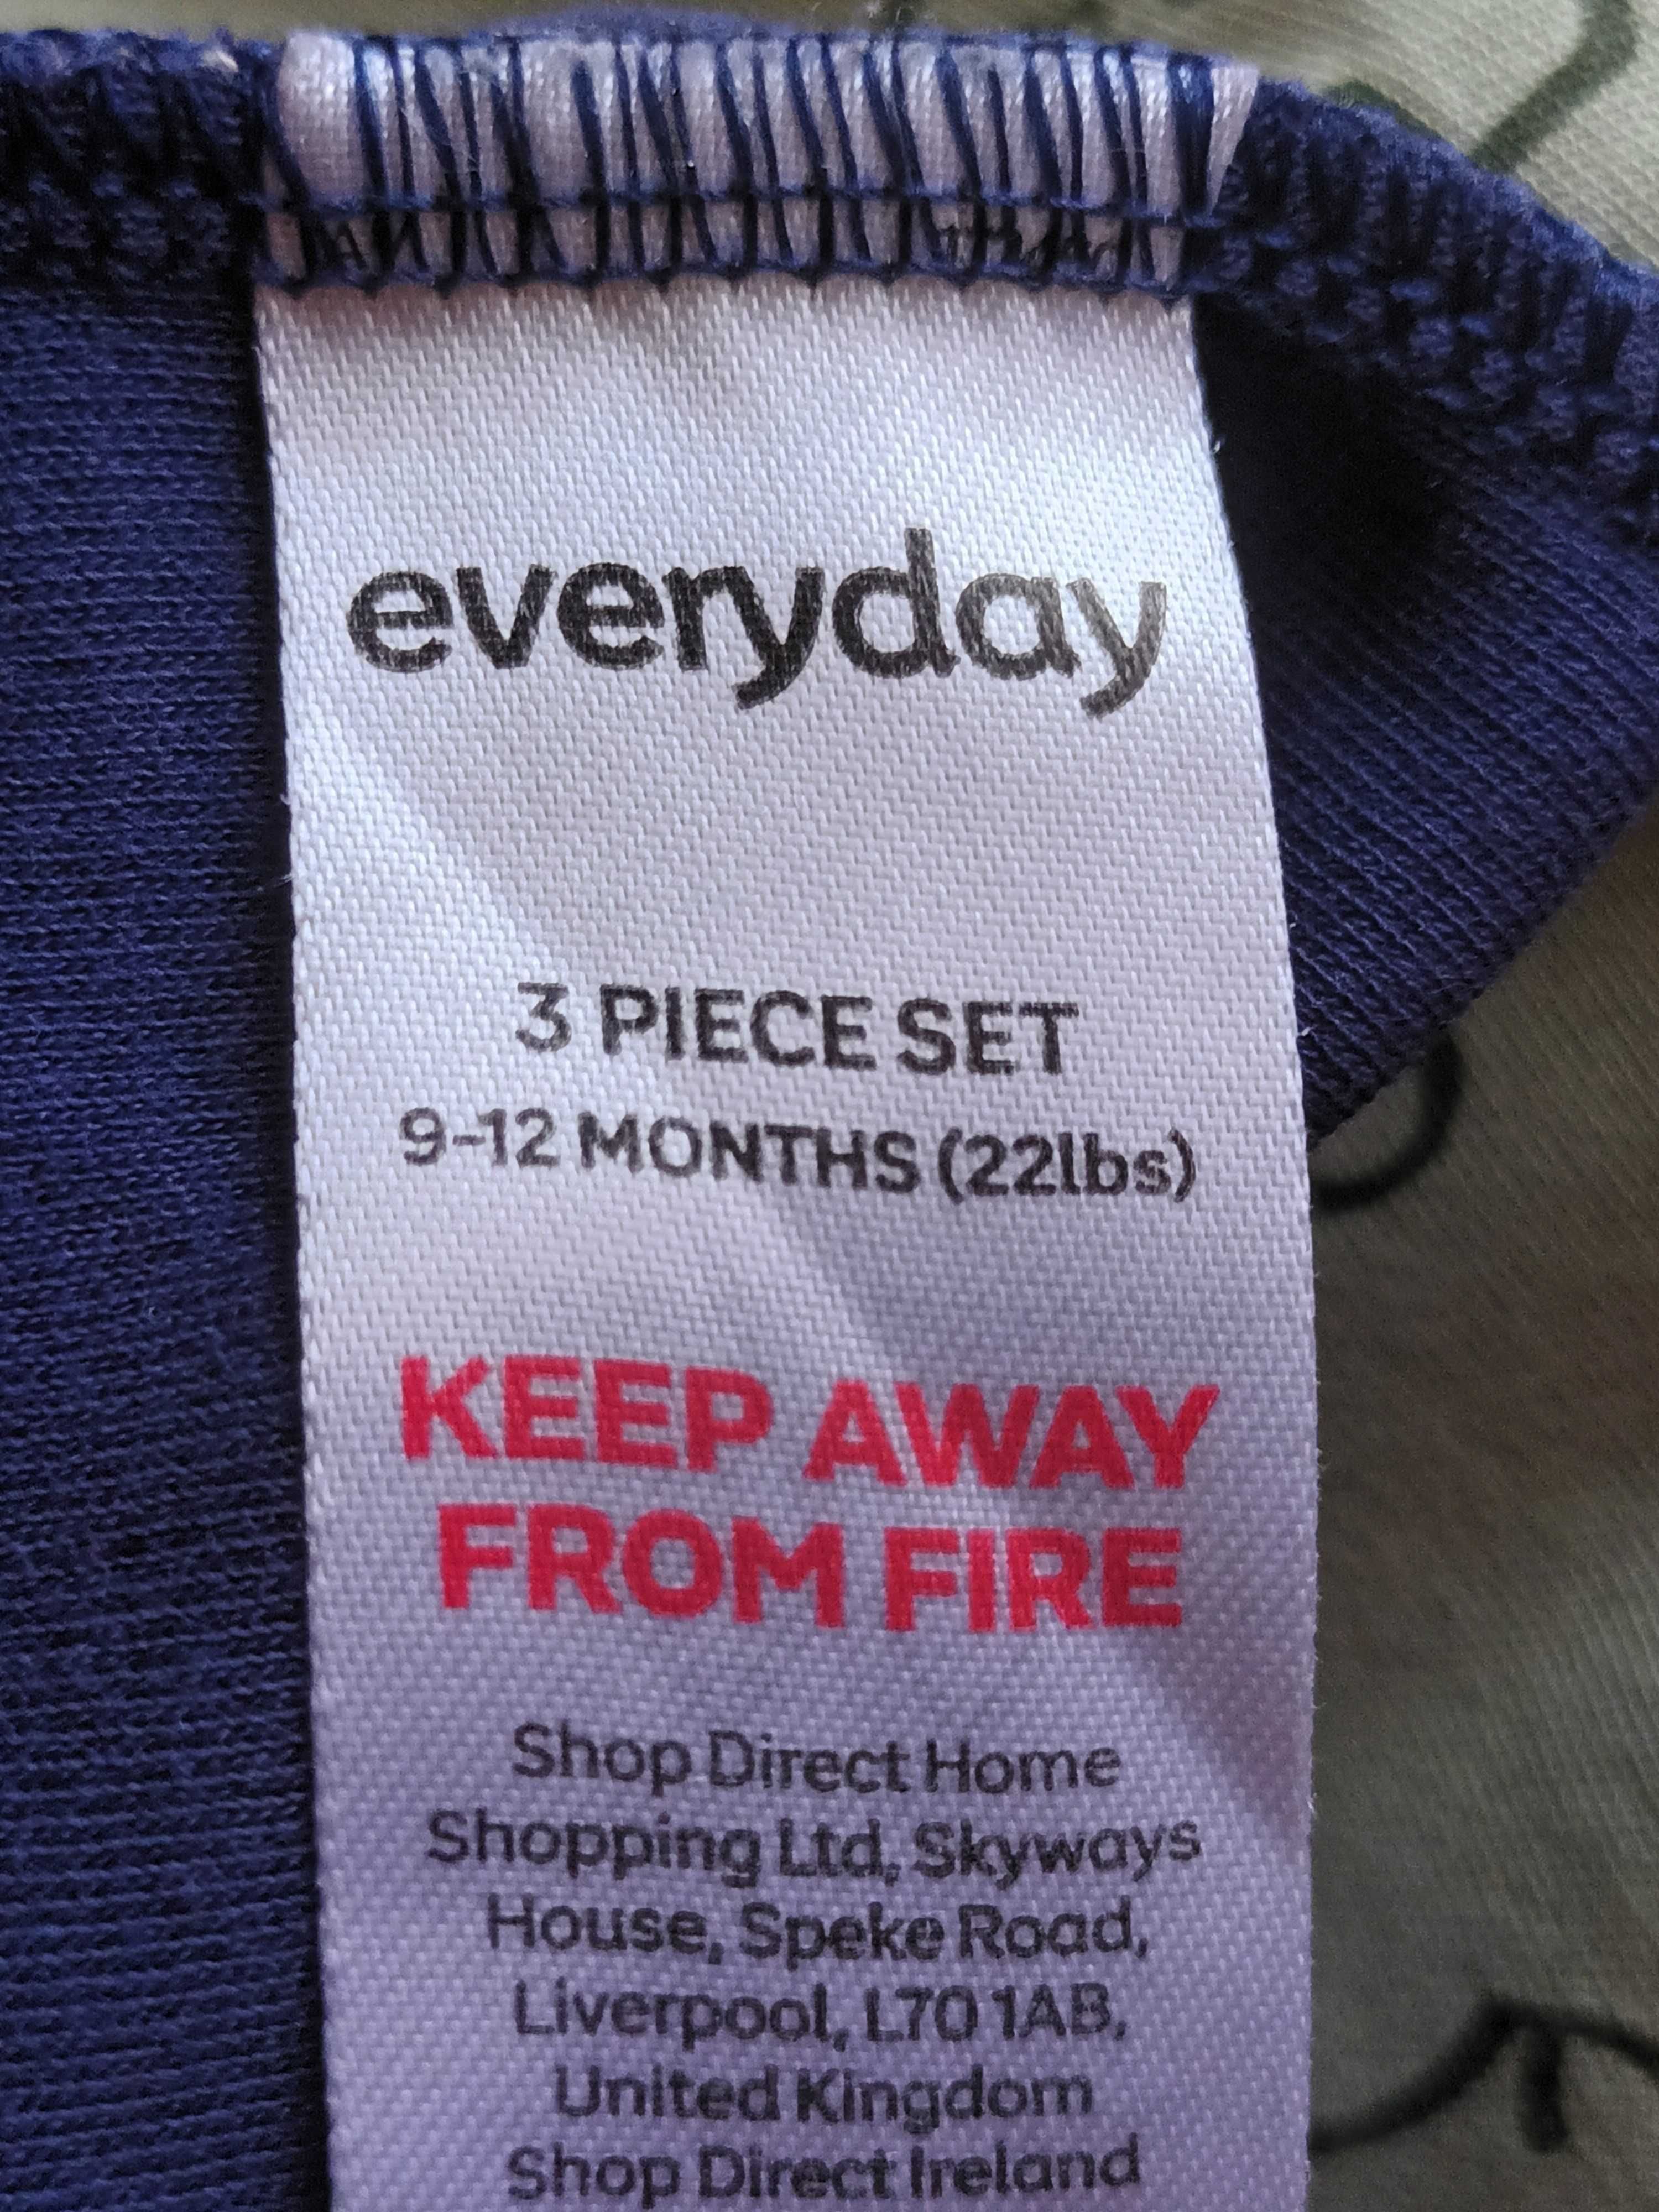 everyday
3 PIECE SET
9-12 MONTHS (22lbs)
KEEP AWAY
FROM FIRE
Shop Direct Home
Shopping Ltd, Skyways
House, Speke Road,
Liverpool, L70 1AB,
United Kingdom
Shop Direct Ireland